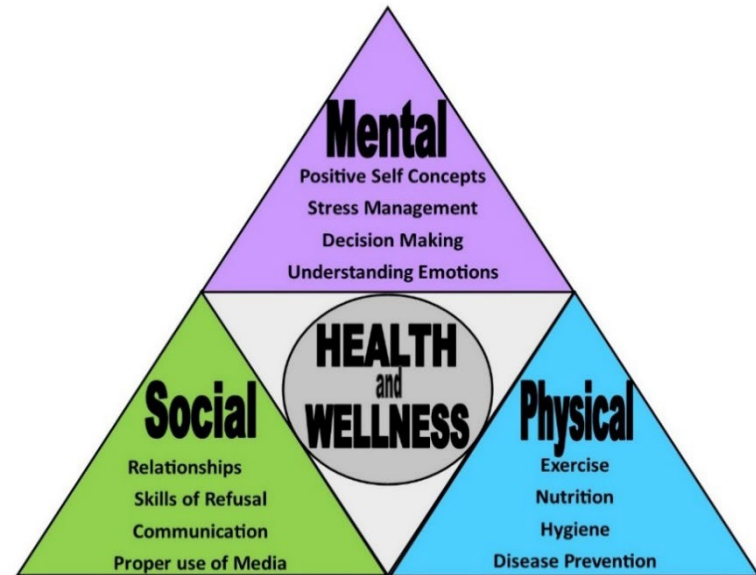 Mental
Positive Self Concepts
Stress Management
Decision Making
Understanding Emotions
HEALTH
and
WELLNESS
Social
Relationships
Skills of Refusal
Communication
Proper use of Media
Physical
Exercise
Nutrition
Hygiene
Disease Prevention